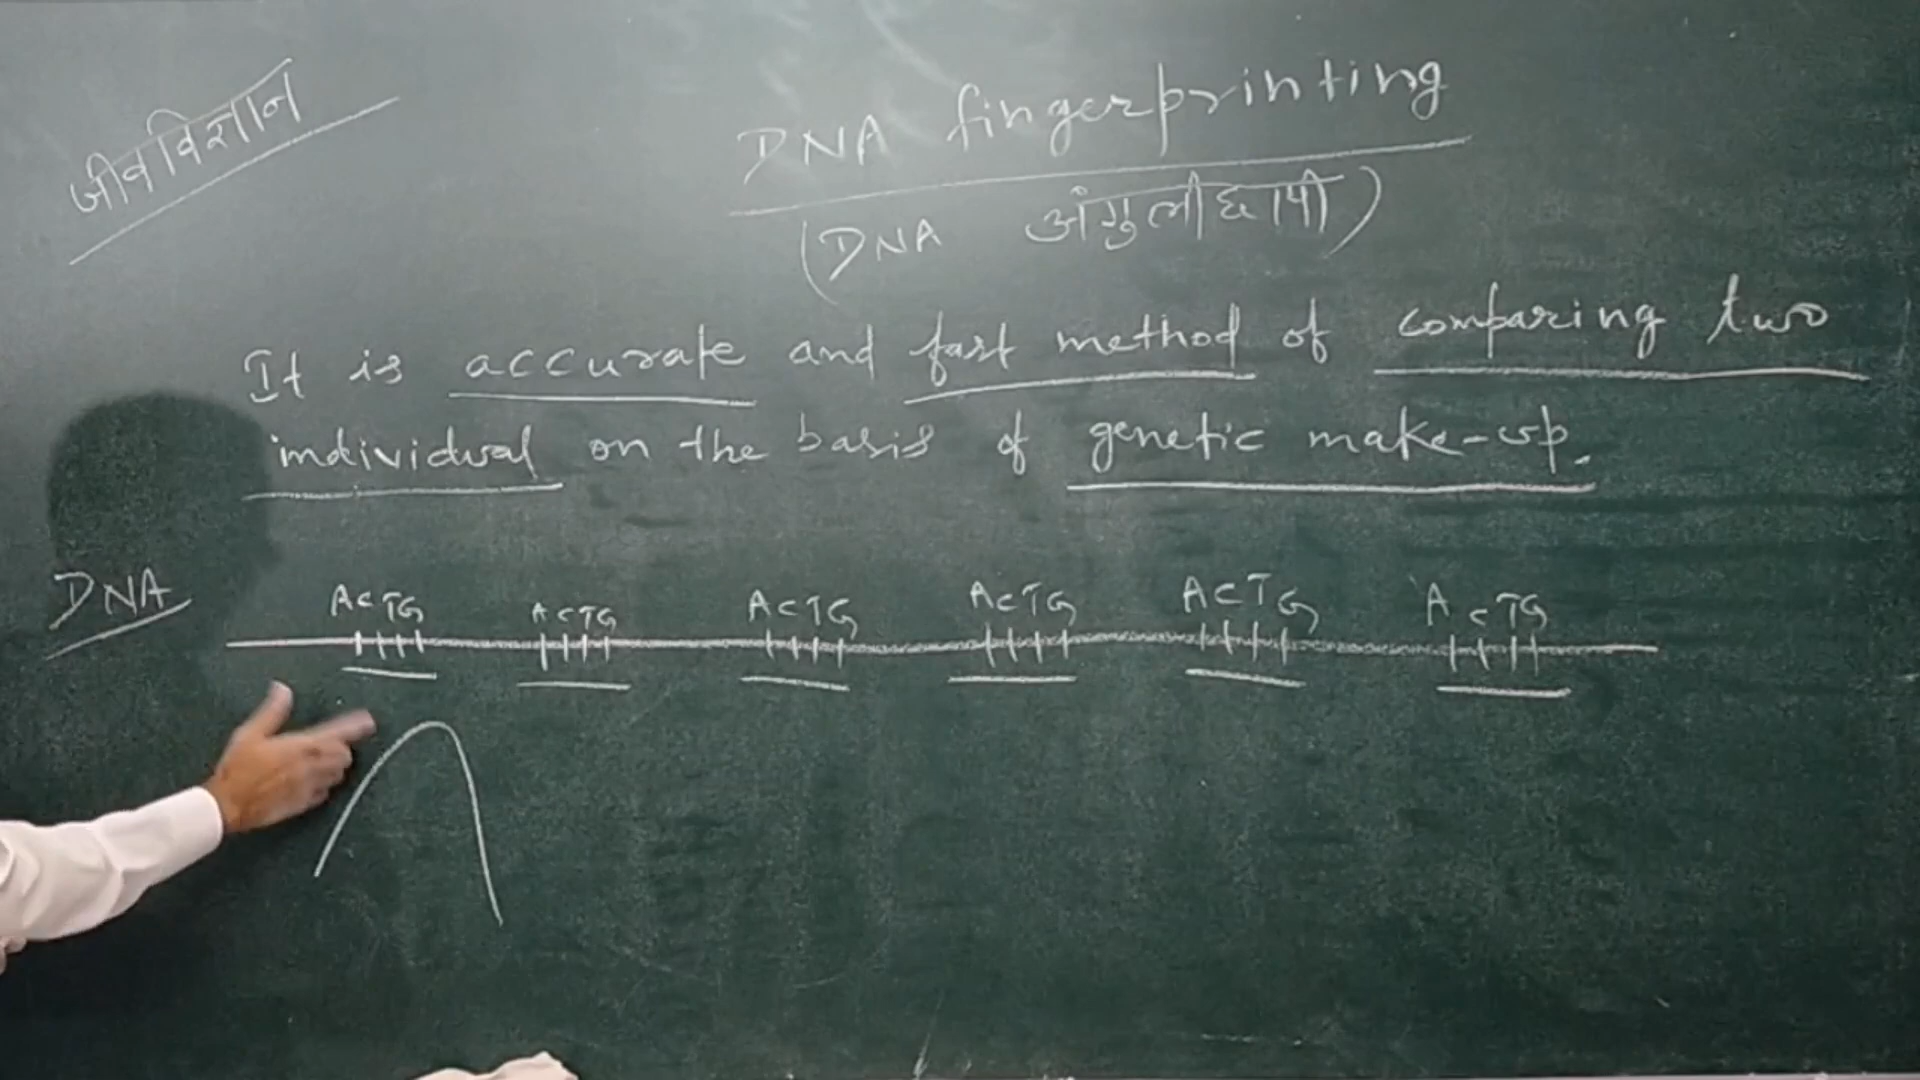 जीव विज्ञान
DNA fingerprinting
(DNA अंगुलीछापी)
It is accurate and fast method of comparing two
individual on the basis of genetic make-up.
DNA
ACTG ACTG ACTG ACTG ACTG ACTG